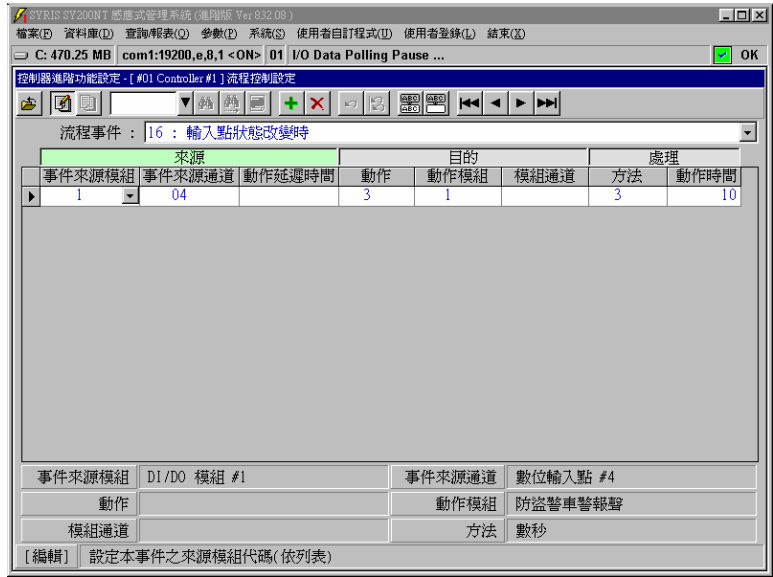 SYRIS SY200NT 感應式管理系統 (進階版 Ver 832.08 )
檔案(F) 資料庫(D) 查詢/報表(Q) 參數(P) 系統(S) 使用者自訂程式(U) 使用者登錄(L) 結束(X)
C: 470.25 MB com1:19200,e,8,1 <ON> 01 I/O Data Polling Pause ... OK
控制器進階功能設定 - [ #01 Controller #1 ] 流程控制設定
流程事件 : 16 : 輸入點狀態改變時
來源 目的 處理
事件來源模組 事件來源通道 動作延遲時間 動作 動作模組 模組通道 方法 動作時間
1 04 3 1 3 10
事件來源模組 DI/DO 模組 #1 事件來源通道 數位輸入點 #4
動作 動作模組 防盜警車警報聲
模組通道 方法 數秒
[編輯] 設定本事件之來源模組代碼(依列表)